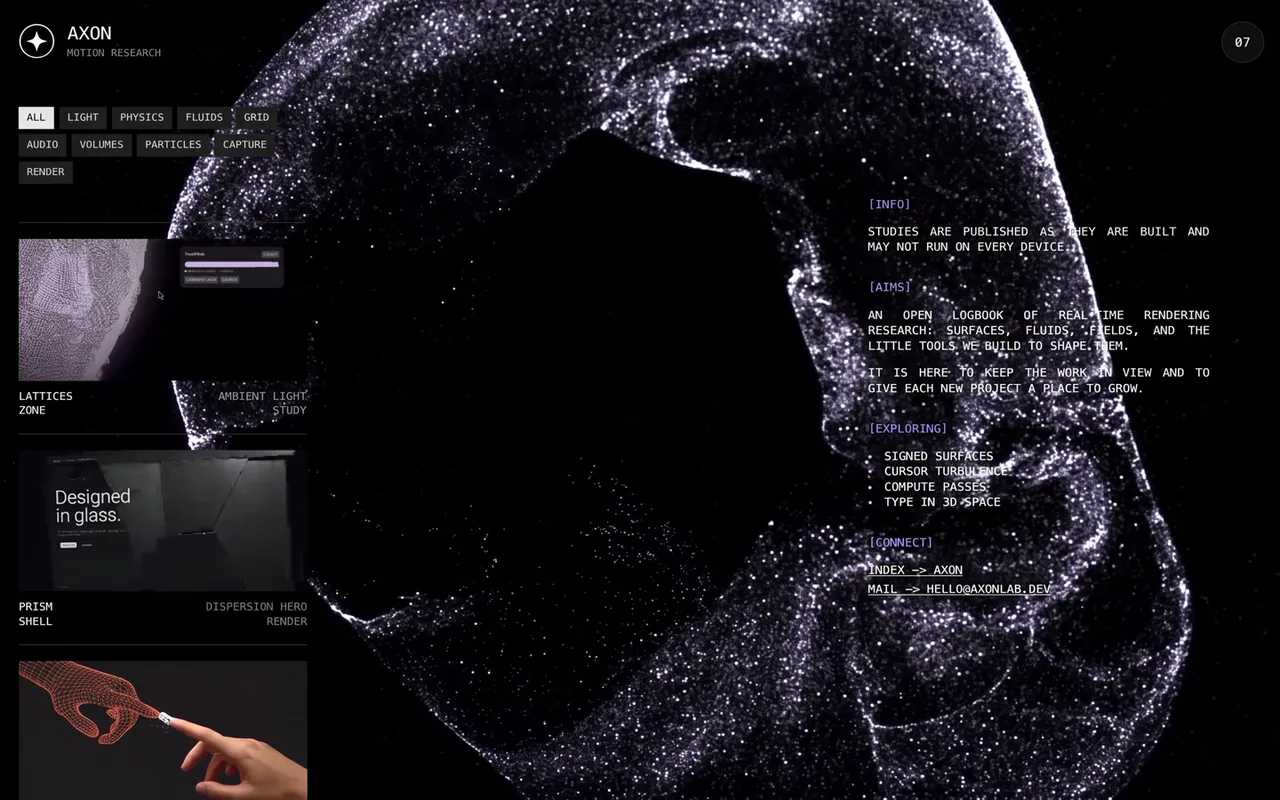 AXON
MOTION RESEARCH
07
ALL LIGHT PHYSICS FLUIDS GRID
AUDIO VOLUMES PARTICLES CAPTURE
RENDER
LATTICES
ZONE
AMBIENT LIGHT
STUDY
Designed
in glass.
PRISM
SHELL
DISPERSION HERO
RENDER
[INFO]
STUDIES ARE PUBLISHED AS THEY ARE BUILT AND
MAY NOT RUN ON EVERY DEVICE.
[AIMS]
AN OPEN LOGBOOK OF REAL-TIME RENDERING
RESEARCH: SURFACES, FLUIDS, FIELDS, AND THE
LITTLE TOOLS WE BUILD TO SHAPE THEM.
IT IS HERE TO KEEP THE WORK IN VIEW AND TO
GIVE EACH NEW PROJECT A PLACE TO GROW.
[EXPLORING]
SIGNED SURFACES
CURSOR TURBULENCE
• COMPUTE PASSES
• TYPE IN 3D SPACE
[CONNECT]
INDEX —> AXON
MAIL —> HELLO@AXONLAB.DEV